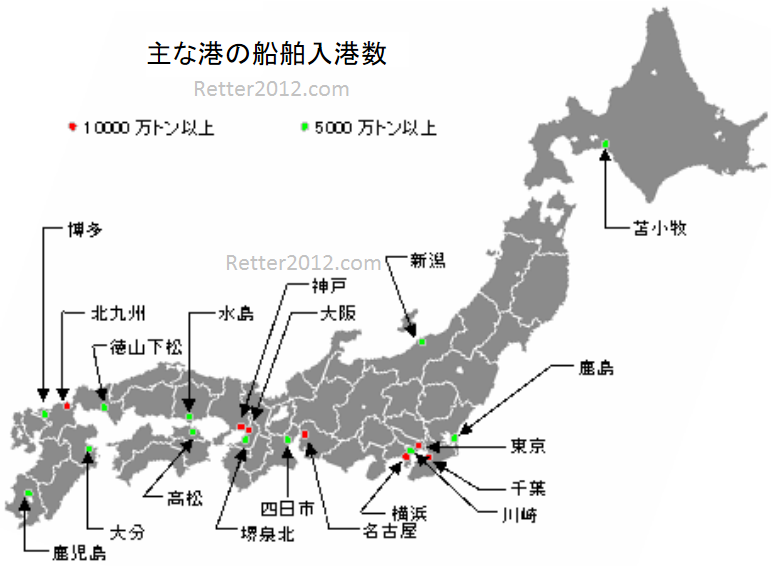 主な港の船舶入港数
Retter2012.com
10000 万トン以上
5000 万トン以上
苫小牧
博多
Retter2012.com
新潟
神戸
北九州
水島
大阪
徳山下松
鹿島
東京
千葉
高松
四日市
横浜
川崎
大分
堺泉北
名古屋
鹿児島